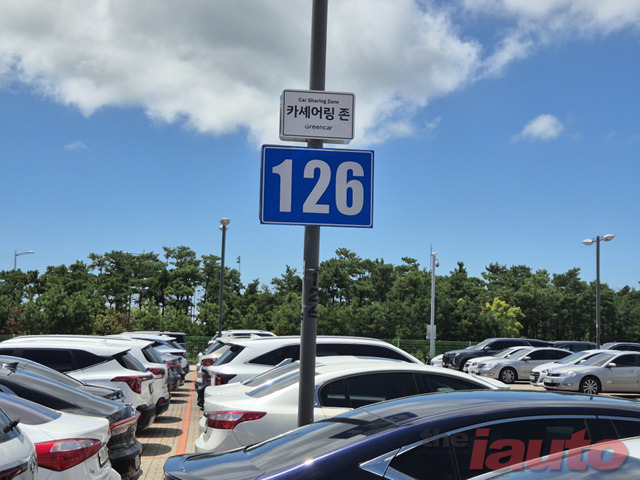 Car Sharing Zone
카셰어링 존
Greencar
126
the iauto